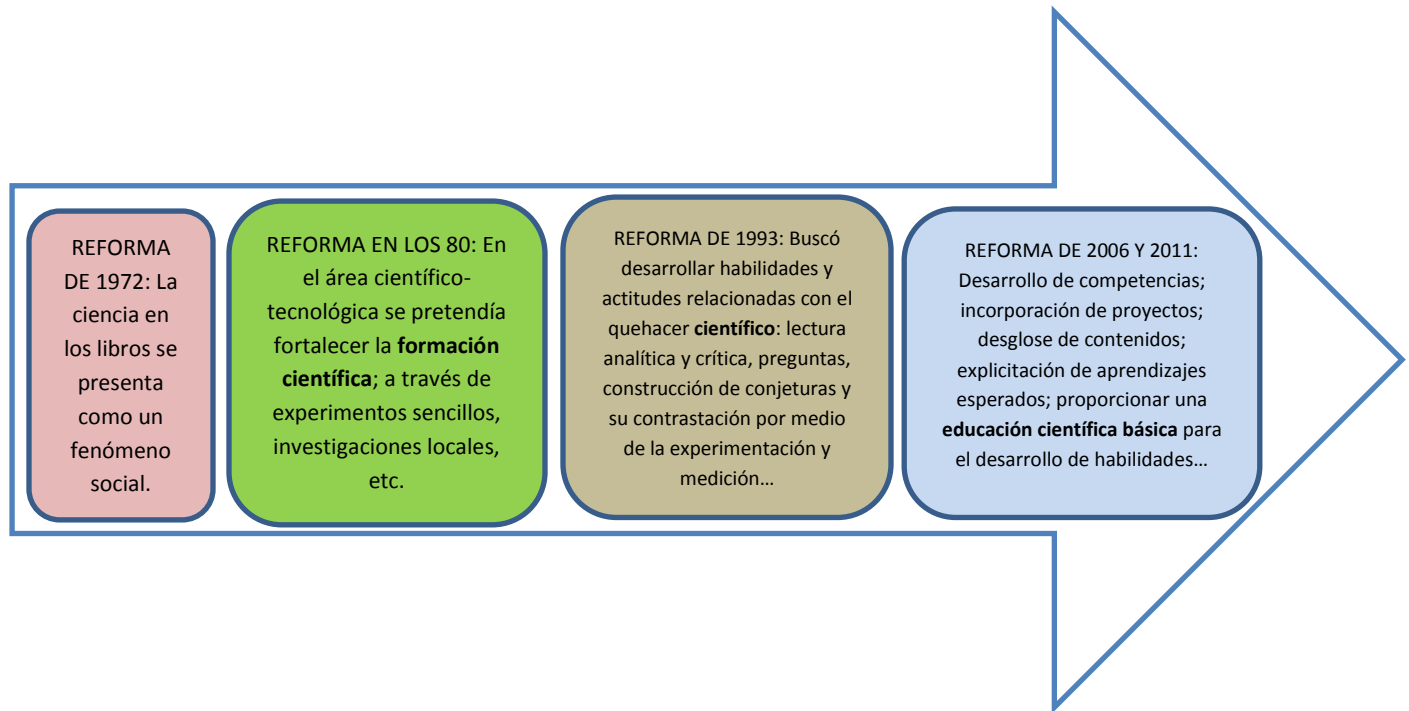 REFORMA
DE 1972: La
ciencia en
los libros se
presenta
como un
fenómeno
social.
REFORMA EN LOS 80: En
el área científico-
tecnológica se pretendía
fortalecer la formación
científica; a través de
experimentos sencillos,
investigaciones locales,
etc.
REFORMA DE 1993: Buscó
desarrollar habilidades y
actitudes relacionadas con el
quehacer científico: lectura
analítica y crítica, preguntas,
construcción de conjeturas y
su contrastación por medio
de la experimentación y
medición…
REFORMA DE 2006 Y 2011:
Desarrollo de competencias;
incorporación de proyectos;
desglose de contenidos;
explicitación de aprendizajes
esperados; proporcionar una
educación científica básica para
el desarrollo de habilidades…